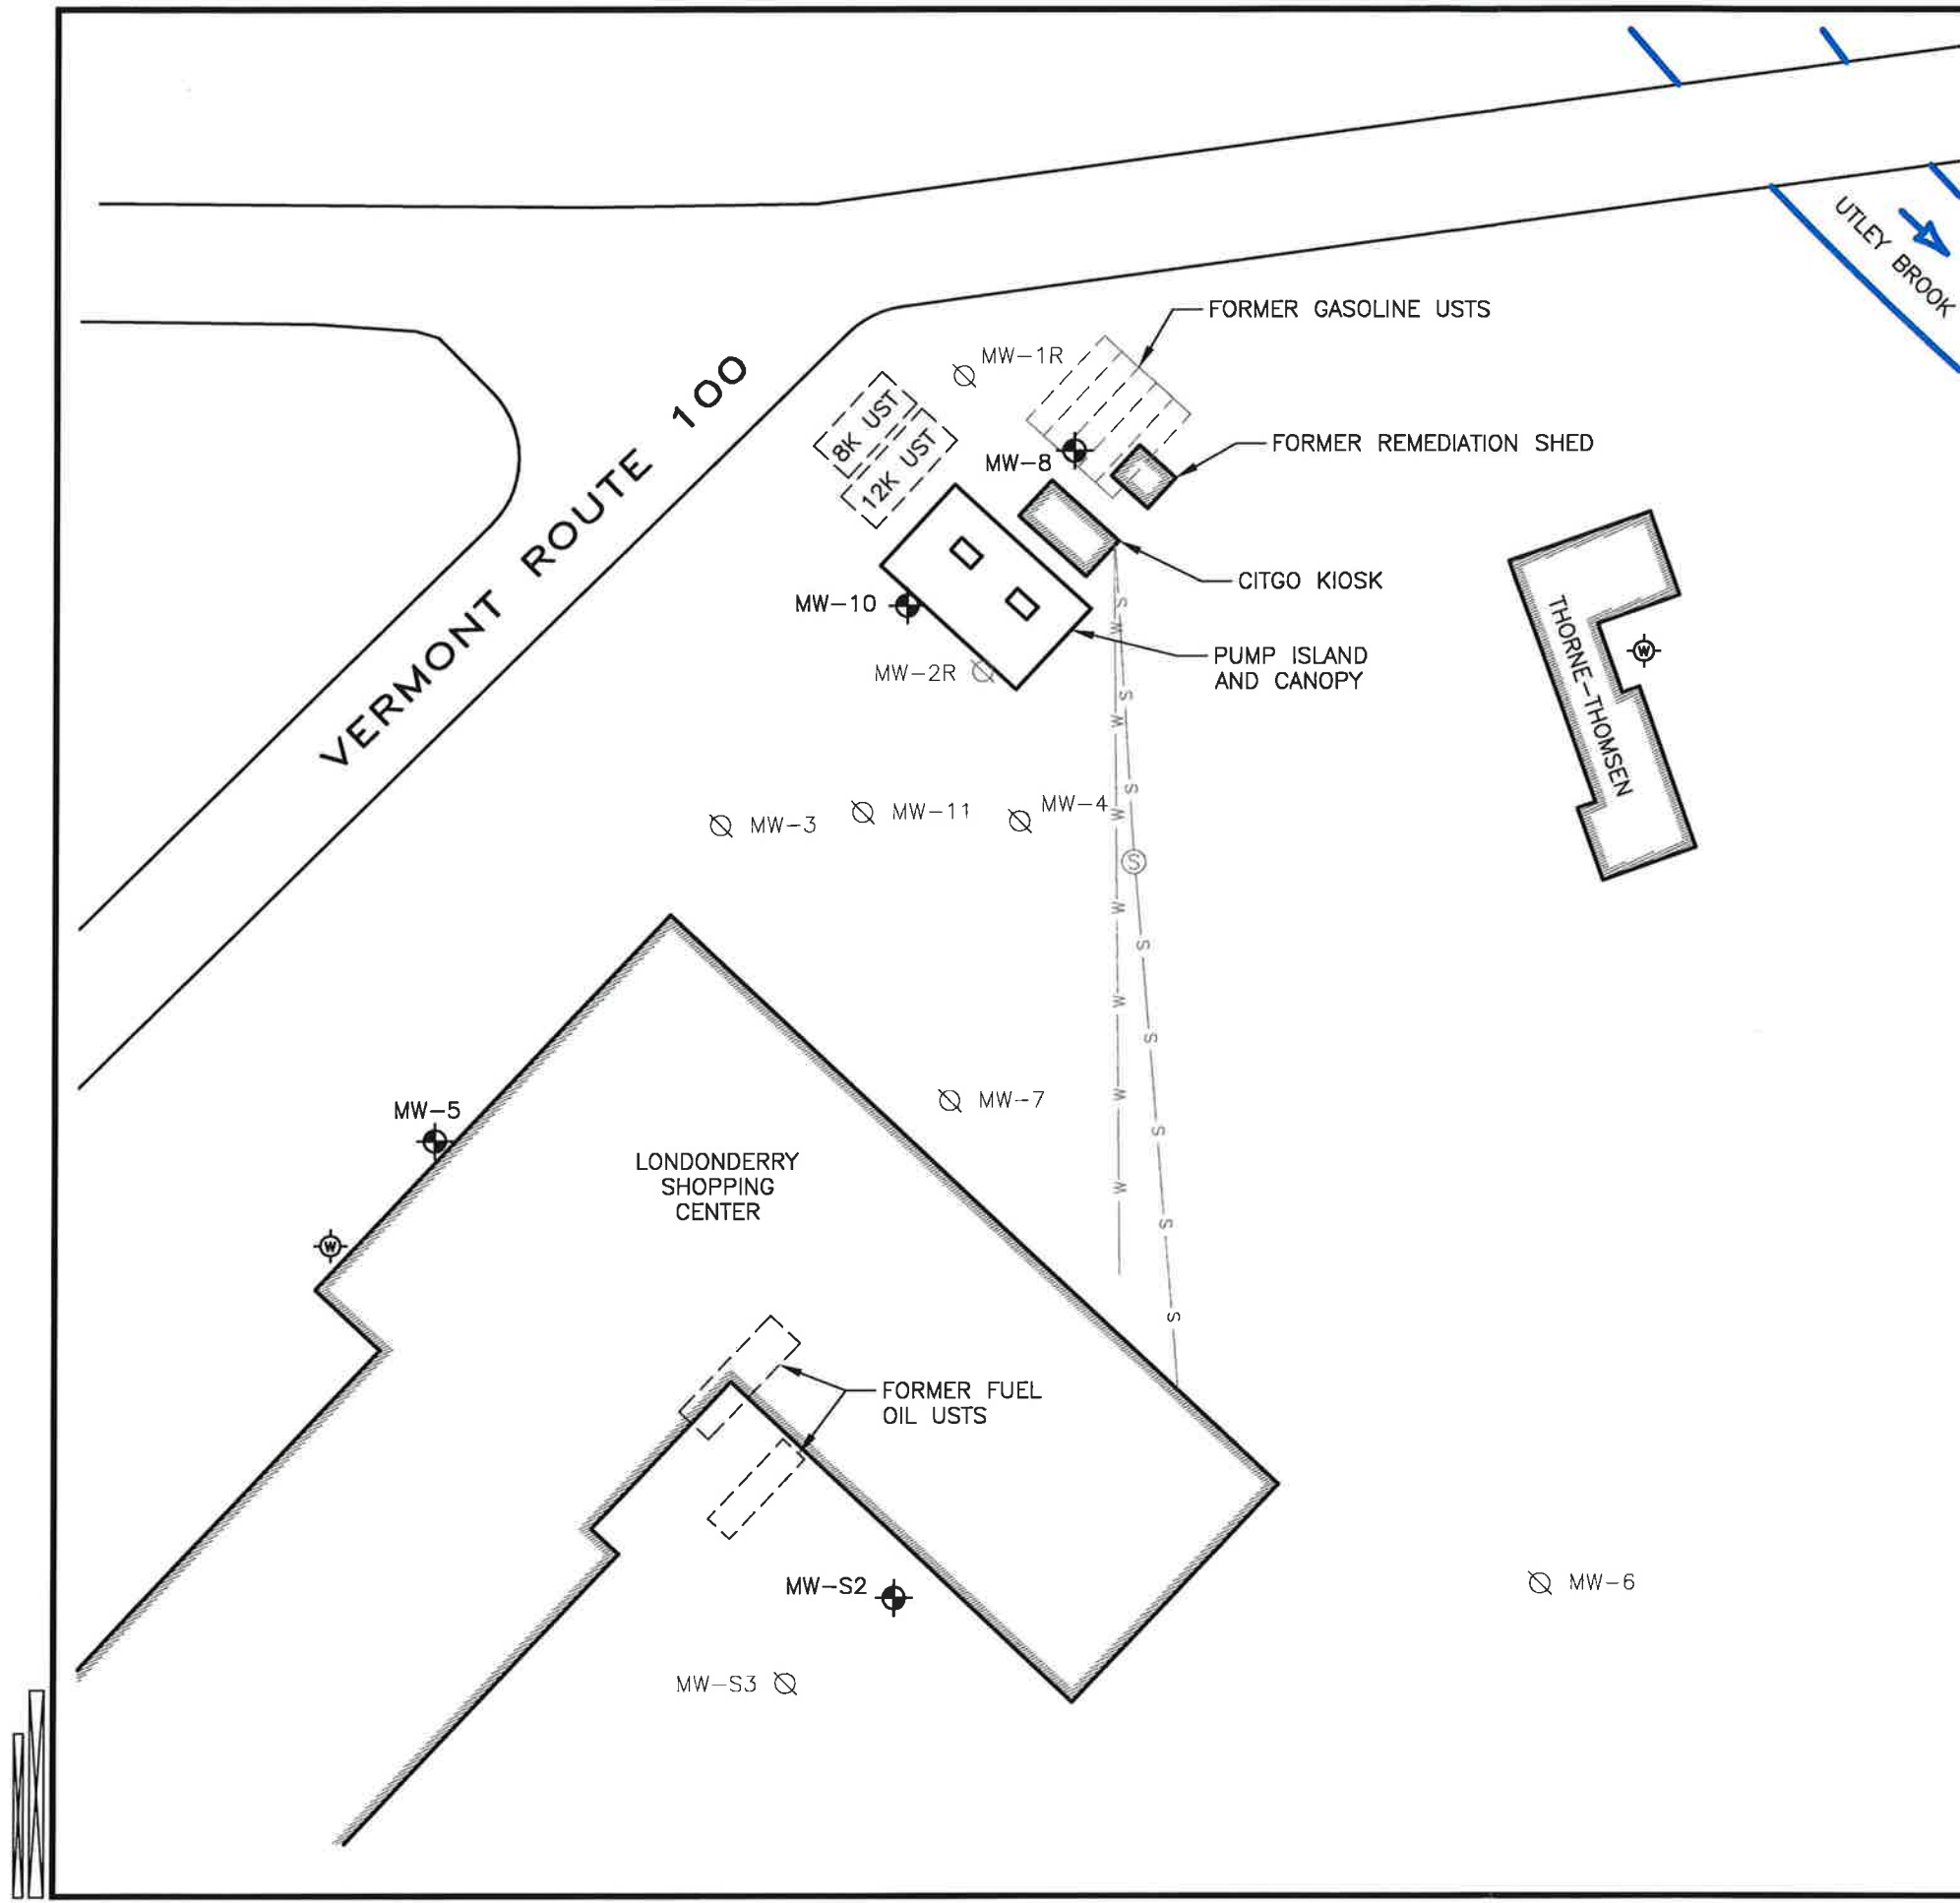 UTLEY BROOK
FORMER GASOLINE USTS
MW-1R
VERMONT ROUTE 100
8K UST
12K UST
FORMER REMEDIATION SHED
MW-8
CITGO KIOSK
MW-10
PUMP ISLAND
AND CANOPY
MW-2R
THORNE-THOMSEN
W
S
W
S
W
S
W
MW-3
MW-11
MW-4
S
W
S
W
S
MW-7
W
MW-5
S
W
LONDONDERRY
SHOPPING
CENTER
S
W
S
FORMER FUEL
OIL USTS
MW-S2
MW-6
MW-S3